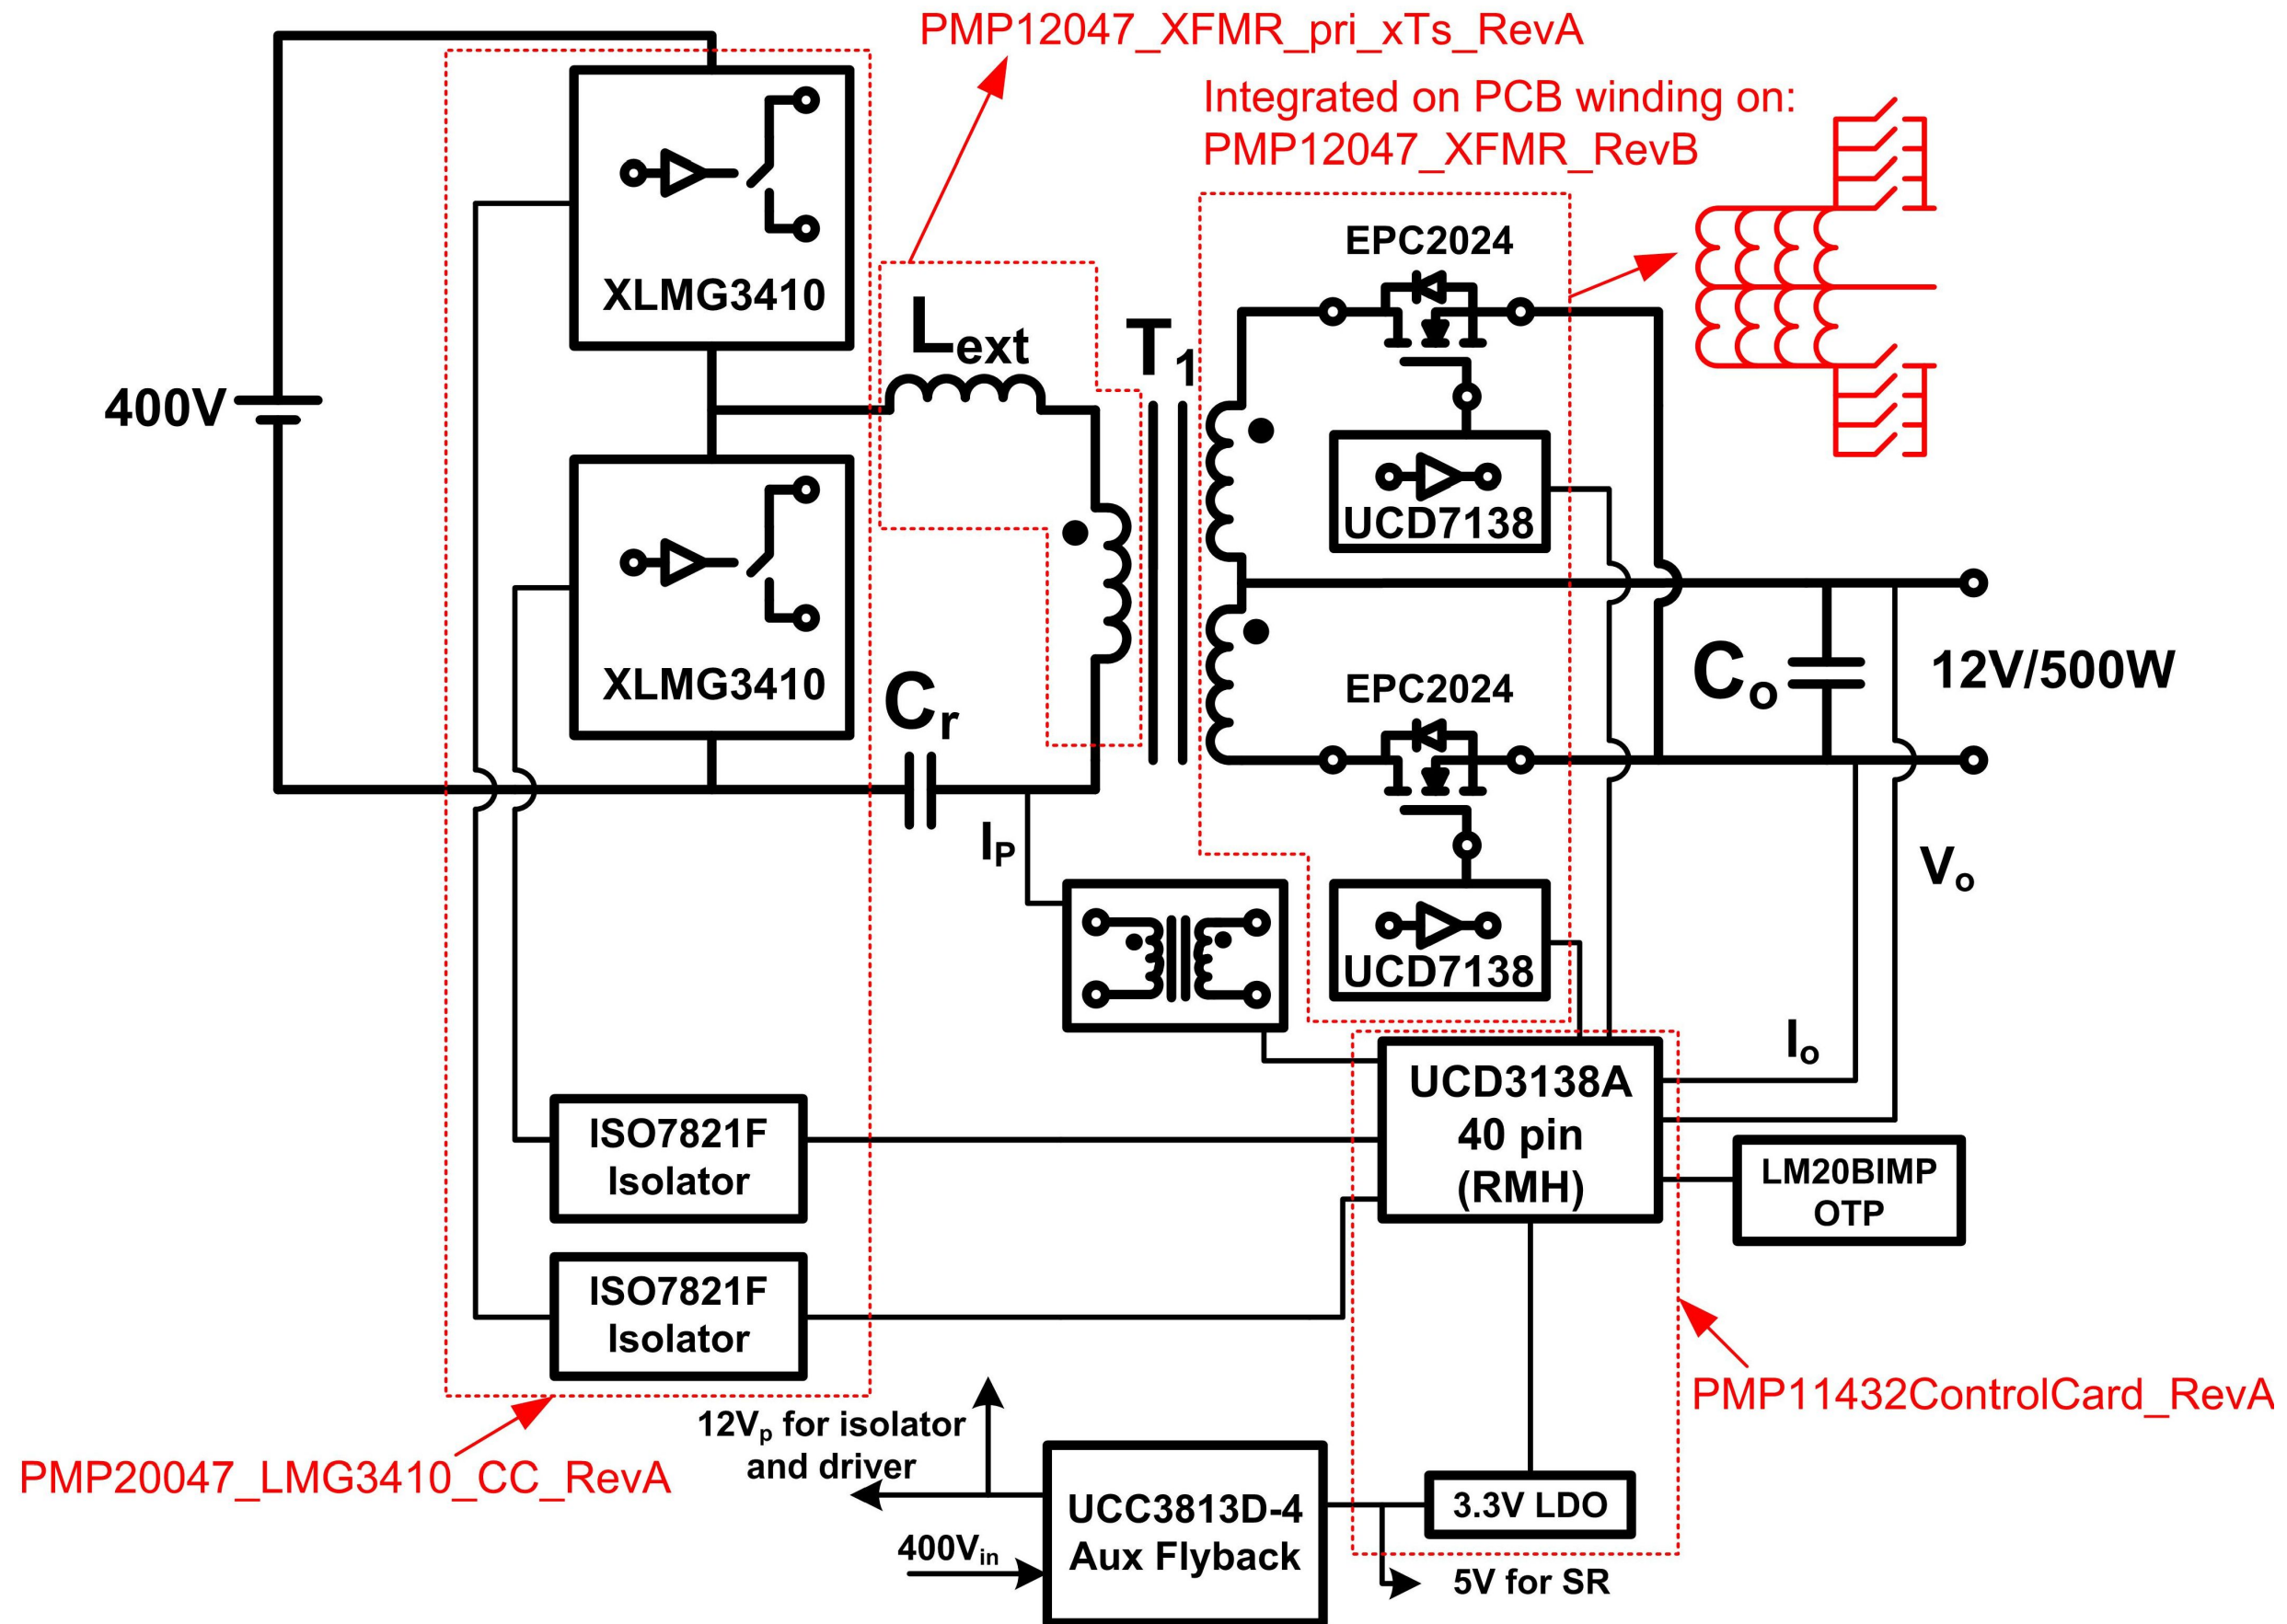 PMP12047_XFMR_pri_xTs_RevA
Integrated on PCB winding on:
PMP12047_XFMR_RevB
EPC2024
XLMG3410
Lext
T1
400V
UCD7138
XLMG3410
Cr
EPC2024
Co
12V/500W
IP
Vo
UCD7138
Io
UCD3138A
40 pin
(RMH)
ISO7821F
Isolator
LM20BIMP
OTP
ISO7821F
Isolator
PMP11432ControlCard_RevA
12Vp for isolator
and driver
PMP20047_LMG3410_CC_RevA
UCC3813D-4
Aux Flyback
3.3V LDO
400Vin
5V for SR